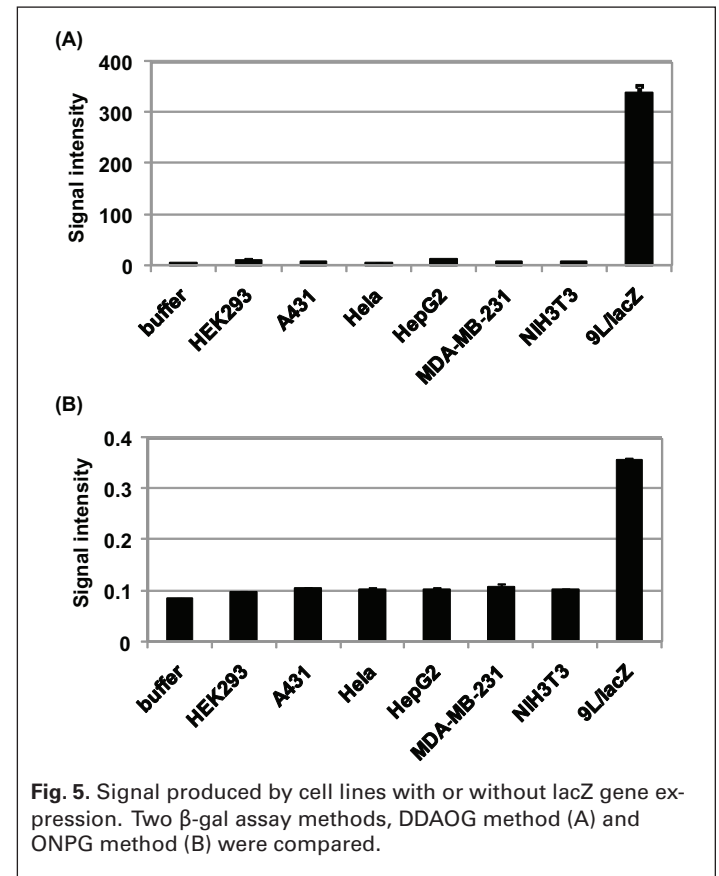 (A)
400
300
200
100
0
Signal intensity
buffer
HEK293
A431
Hela
HepG2
MDA-MB-231
NIH3T3
9L/lacZ
(B)
0.4
0.3
0.2
0.1
0
Signal intensity
buffer
HEK293
A431
Hela
HepG2
MDA-MB-231
NIH3T3
9L/lacZ
Fig. 5. Signal produced by cell lines with or without lacZ gene ex-
pression. Two β-gal assay methods, DDAOG method (A) and
ONPG method (B) were compared.